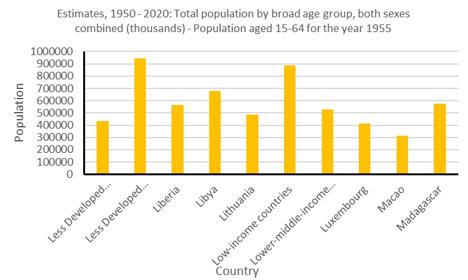 Estimates, 1950 - 2020: Total population by broad age group, both sexes
combined (thousands) - Population aged 15-64 for the year 1955
1000000
900000
800000
700000
600000
500000
400000
300000
200000
100000
0
Population
Less Developed...
Less Developed...
Liberia
Libya
Lithuania
Low-income countries
Lower-middle-income...
Luxembourg
Macao
Madagascar
Country